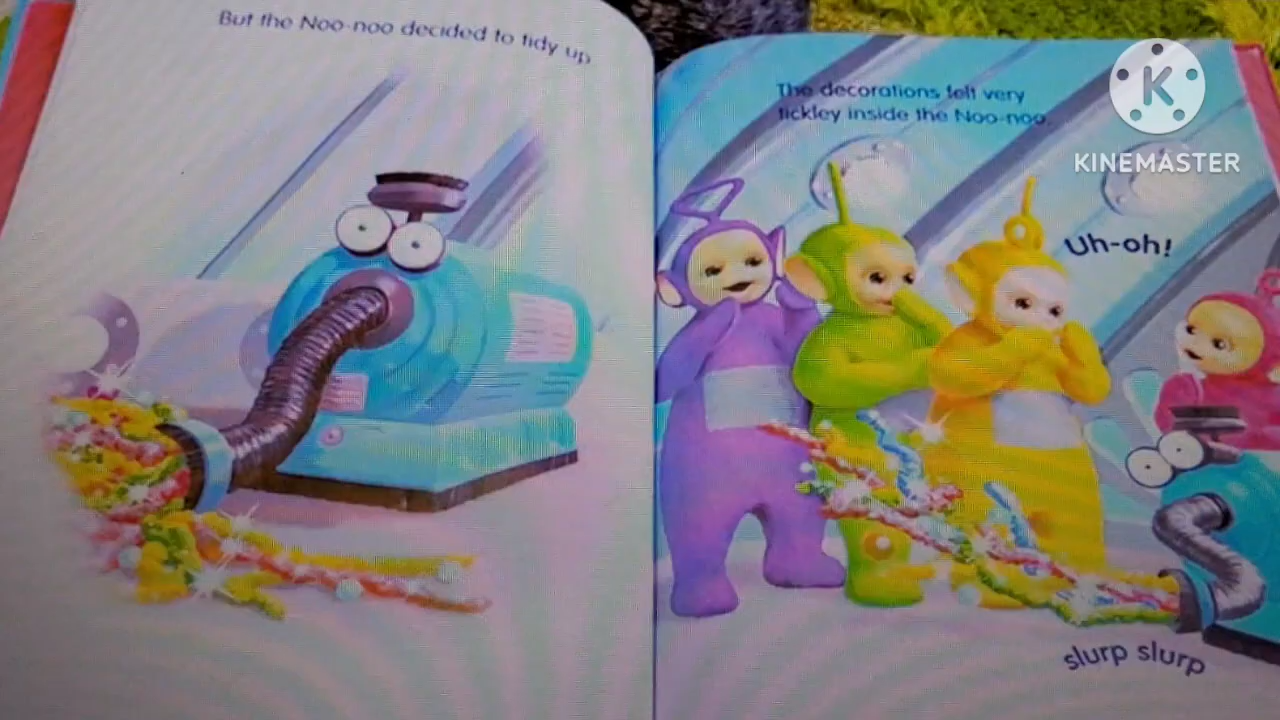 But the Noo-noo decided to tidy up
The decorations felt very
tickley inside the Noo-noo.
Uh-oh!
slurp slurp
K
KINEMASTER